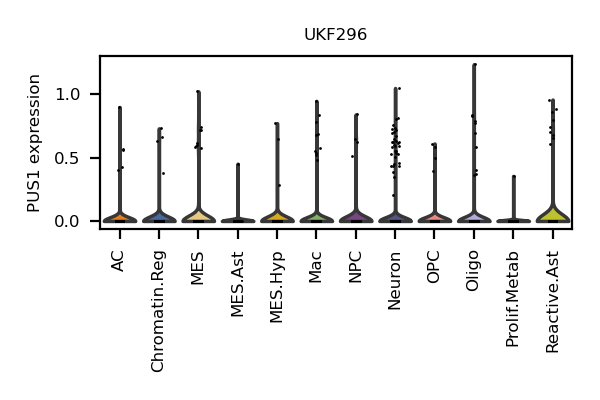 UKF296
PUS1 expression
1.0
0.5
0.0
AC
Chromatin.Reg
MES
MES.Ast
MES.Hyp
Mac
NPC
Neuron
OPC
Oligo
Prolif.Metab
Reactive.Ast